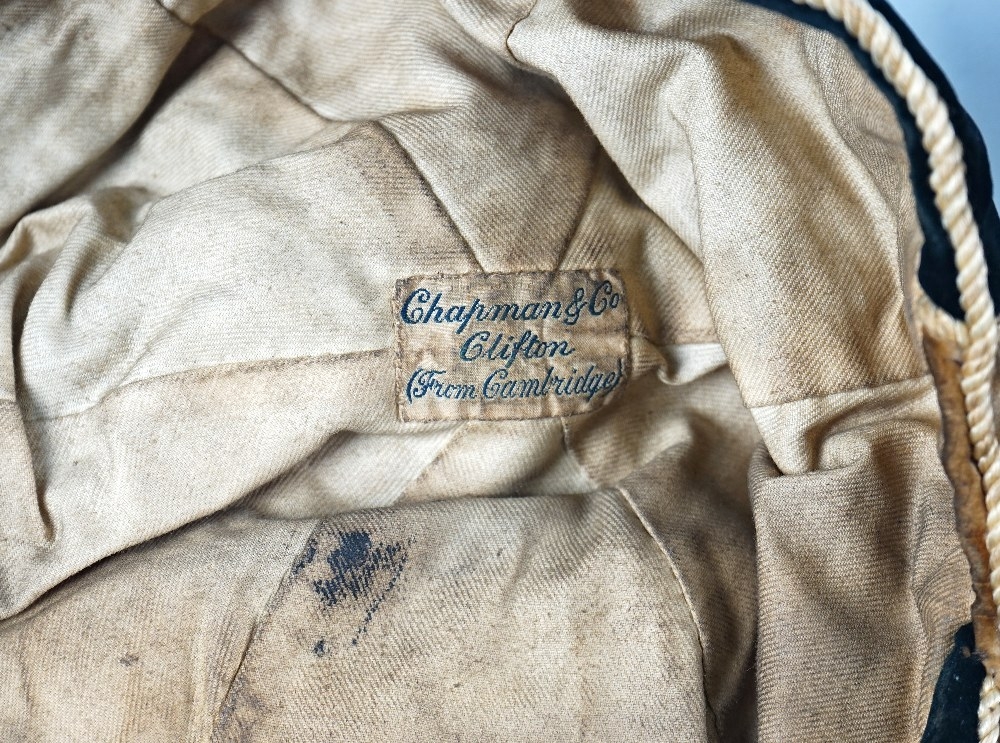 Chapman & Co
Clifton
(From Cambridge)